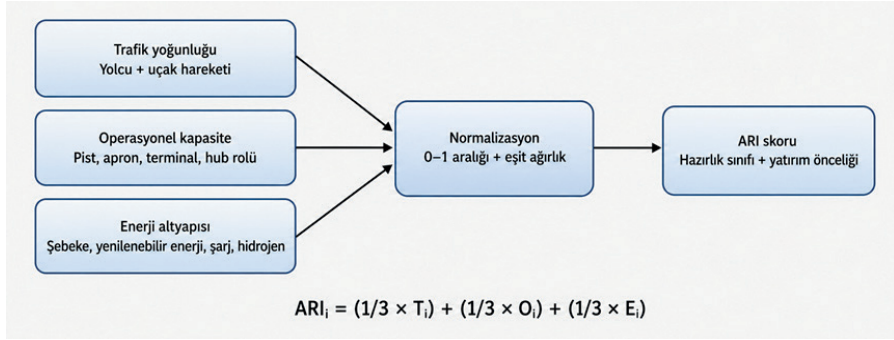 Trafik yoğunluğu
Yolcu + uçak hareketi
Operasyonel kapasite
Pist, apron, terminal, hub rolü
Enerji altyapısı
Şebeke, yenilenebilir enerji, şarj, hidrojen
Normalizasyon
0–1 aralığı + eşit ağırlık
ARI skoru
Hazırlık sınıfı + yatırım önceliği
ARIᵢ = (1/3 × Tᵢ) + (1/3 × Oᵢ) + (1/3 × Eᵢ)